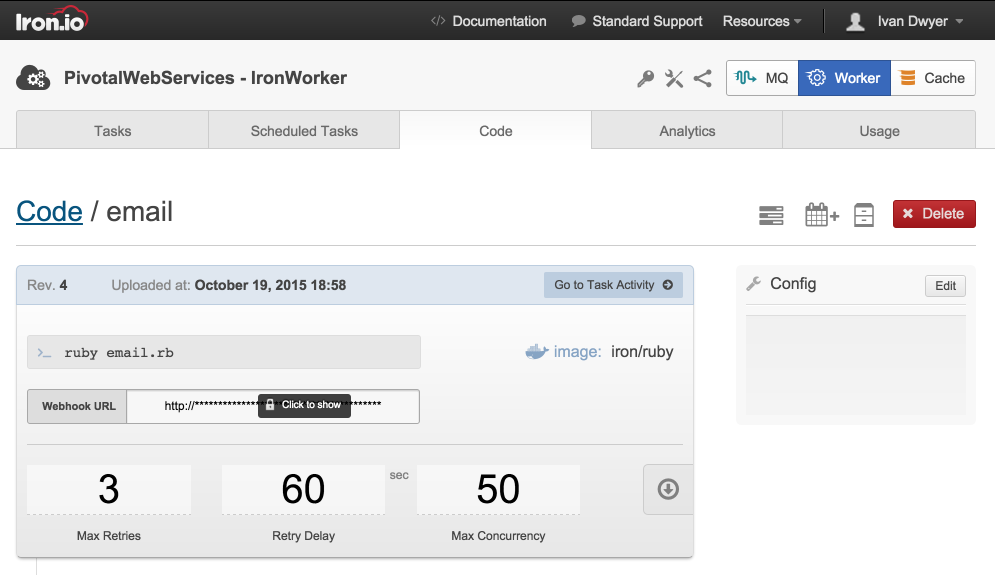 Iron.io
</> Documentation Standard Support Resources Ivan Dwyer
PivotalWebServices - IronWorker MQ Worker Cache
Tasks Scheduled Tasks Code Analytics Usage
Code / email Delete
Rev. 4 Uploaded at: October 19, 2015 18:58 Go to Task Activity
Config Edit
>_ ruby email.rb image: iron/ruby
Webhook URL http://**************** Click to show *******
3 60 sec 50
Max Retries Retry Delay Max Concurrency